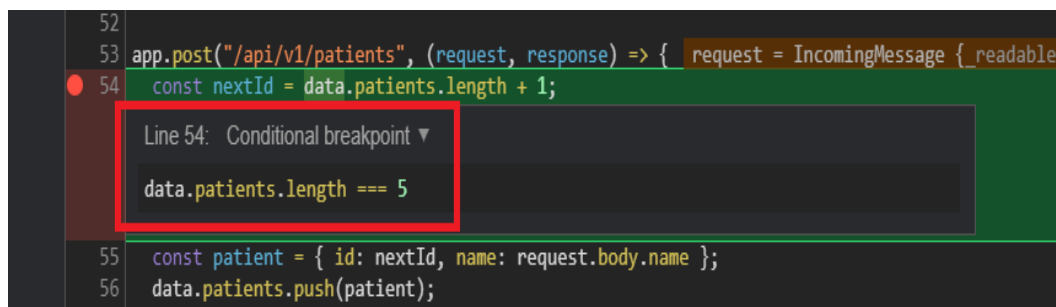 52
53 app.post("/api/v1/patients", (request, response) => { request = IncomingMessage {_readable
54 const nextId = data.patients.length + 1;
Line 54: Conditional breakpoint ▼
data.patients.length === 5
55 const patient = { id: nextId, name: request.body.name };
56 data.patients.push(patient);